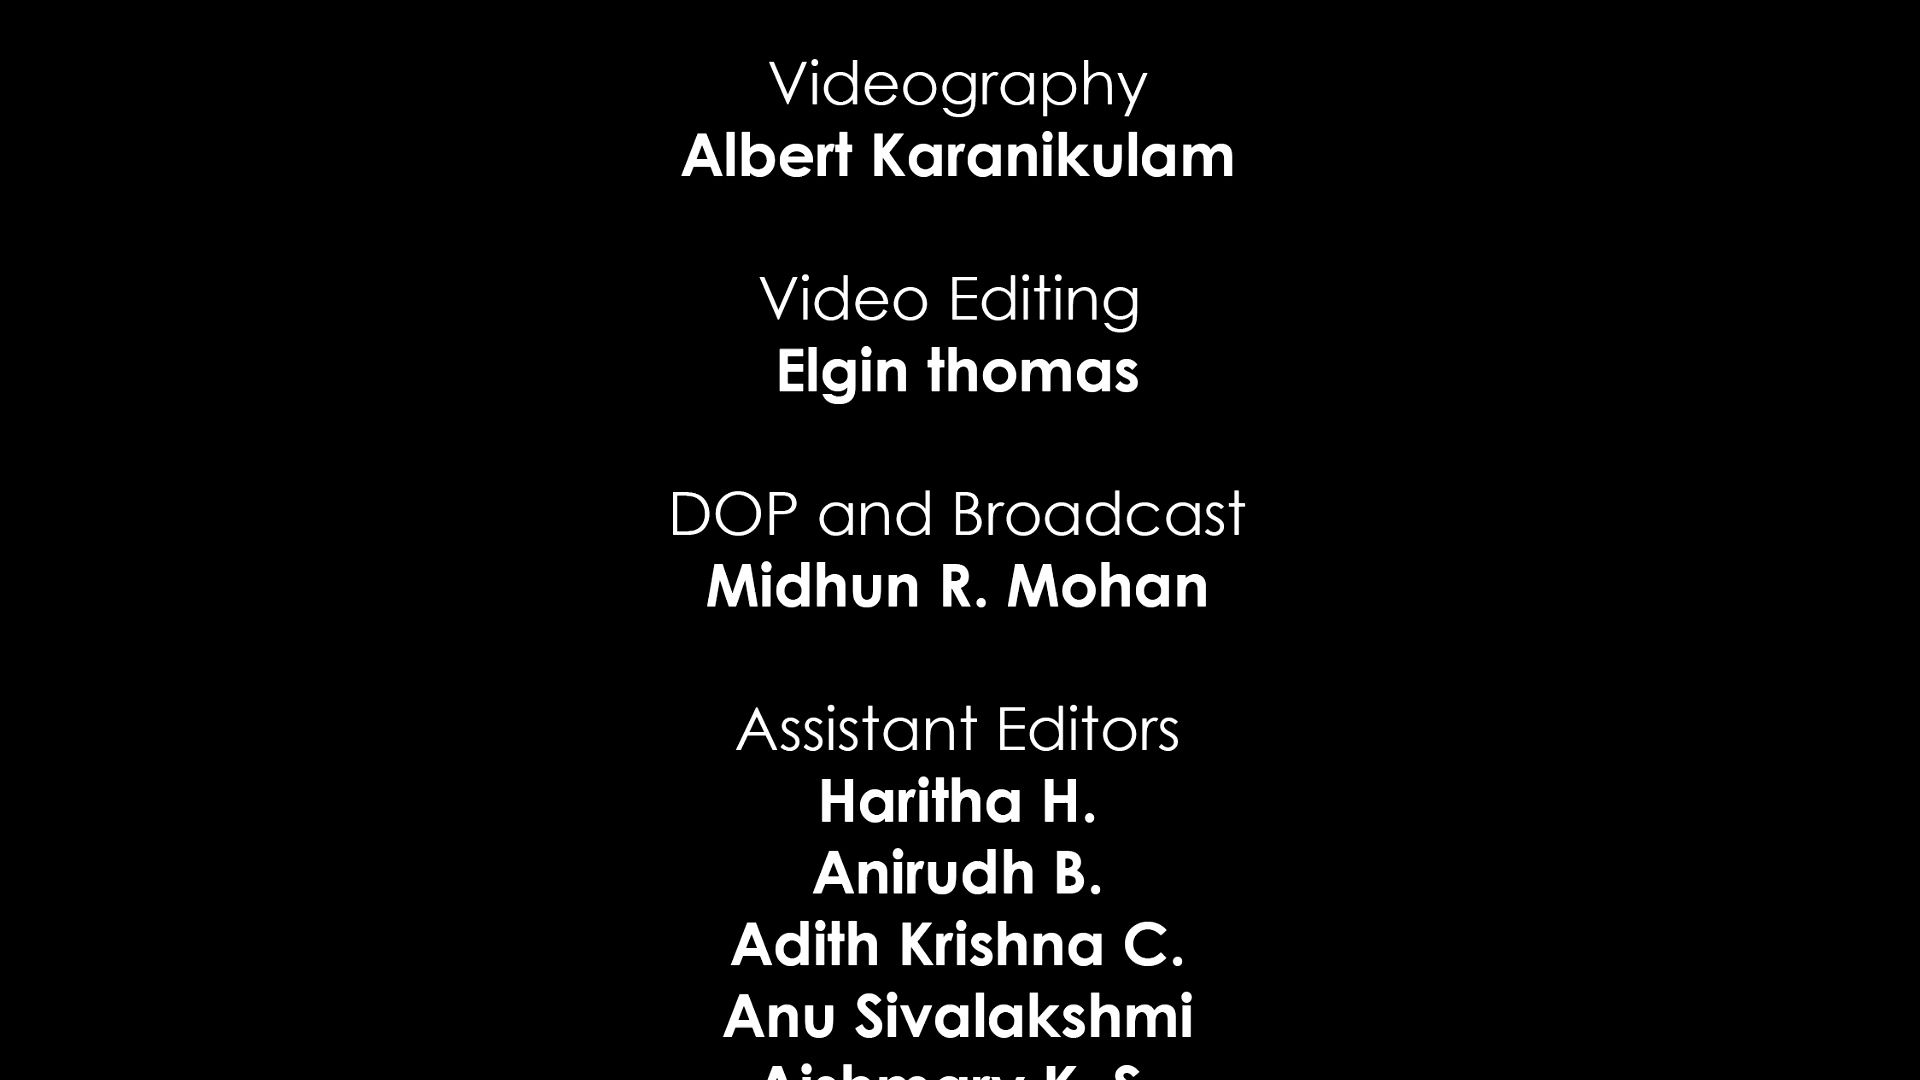 Videography
Albert Karanikulam
Video Editing
Elgin thomas
DOP and Broadcast
Midhun R. Mohan
Assistant Editors
Haritha H.
Anirudh B.
Adith Krishna C.
Anu Sivalakshmi
K. S.